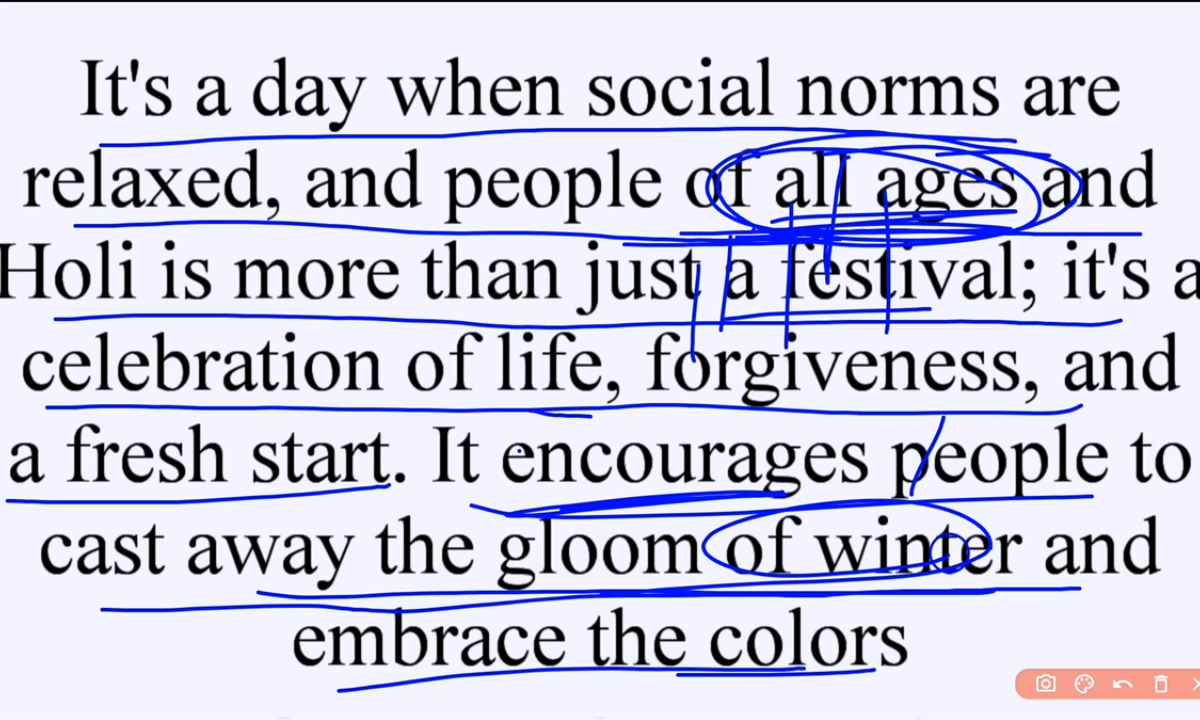 It's a day when social norms are
relaxed, and people of all ages and
Holi is more than just a festival; it's a
celebration of life, forgiveness, and
a fresh start. It encourages people to
cast away the gloom of winter and
embrace the colors